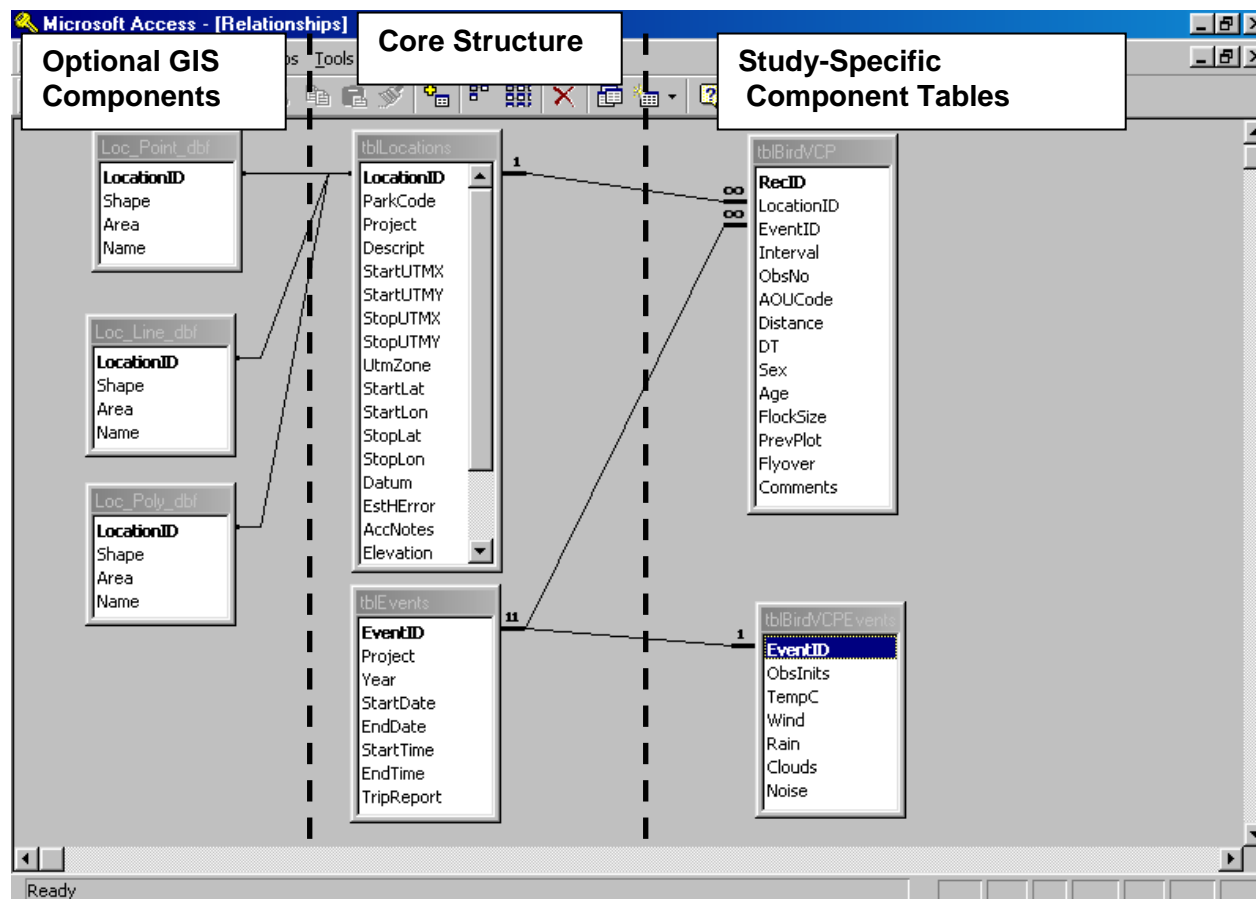 Microsoft Access - [Relationships]
Optional GIS
Components
Core Structure
Study-Specific
Component Tables
ps Tools
Loc_Point_dbf
LocationID
Shape
Area
Name
Loc_Line_dbf
LocationID
Shape
Area
Name
Loc_Poly_dbf
LocationID
Shape
Area
Name
tblLocations
LocationID
ParkCode
Project
Descript
StartUTMX
StartUTMY
StopUTMX
StopUTMY
UtmZone
StartLat
StartLon
StopLat
StopLon
Datum
EstHError
AccNotes
Elevation
tblEvents
EventID
Project
Year
StartDate
EndDate
StartTime
EndTime
TripReport
1
∞
∞
11
1
tblBirdVCP
RecID
LocationID
EventID
Interval
ObsNo
AOUCode
Distance
DT
Sex
Age
FlockSize
PrevPlot
Flyover
Comments
tblBirdVCPEvents
EventID
ObsInits
TempC
Wind
Rain
Clouds
Noise
Ready